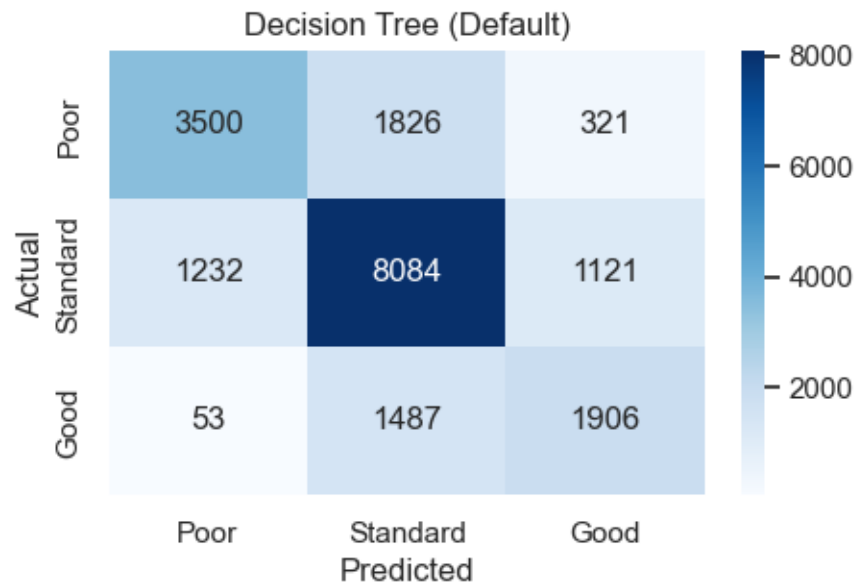 Decision Tree (Default)
Actual
Poor 3500 1826 321
Standard 1232 8084 1121
Good 53 1487 1906
Poor Standard Good
Predicted
8000
6000
4000
2000